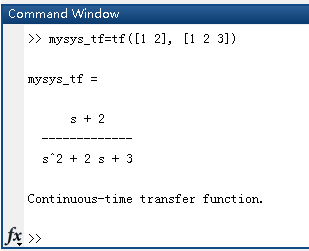 Command Window
>> mysys_tf=tf([1 2], [1 2 3])
mysys_tf =
s + 2
-------------
s^2 + 2 s + 3
Continuous-time transfer function.
fx >>